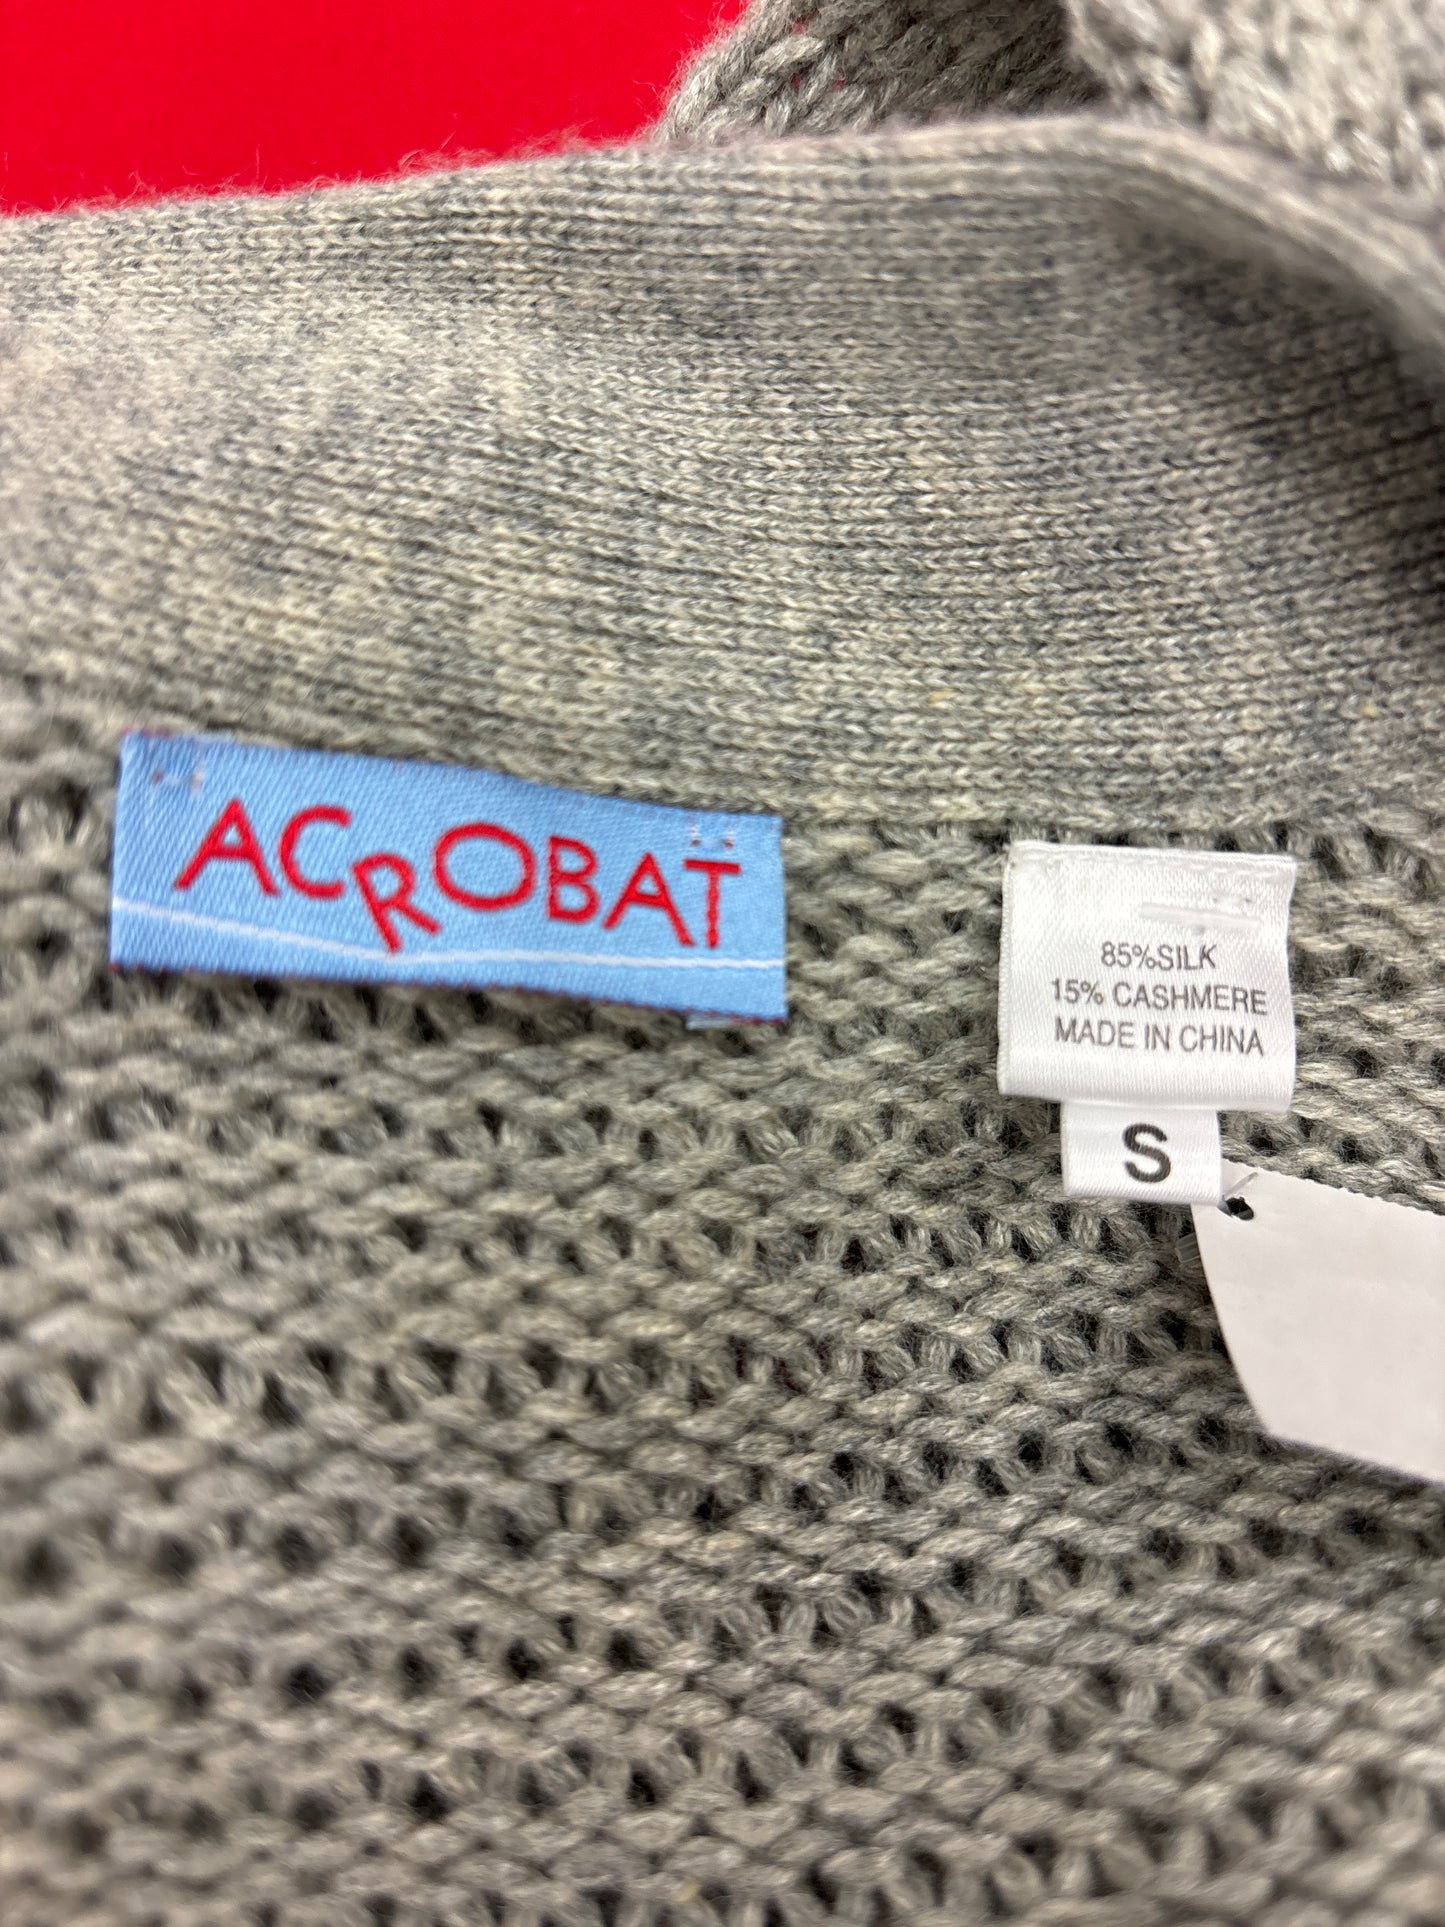 ACROBAT
85%SILK
15% CASHMERE
MADE IN CHINA
S